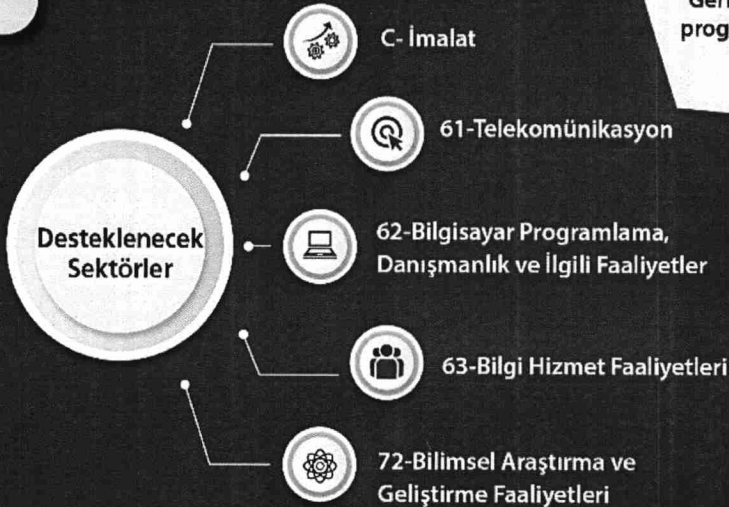 C- İmalat
61-Telekomünikasyon
Desteklenecek
Sektörler
62-Bilgisayar Programlama,
Danışmanlık ve İlgili Faaliyetler
63-Bilgi Hizmet Faaliyetleri
72-Bilimsel Araştırma ve
Geliştirme Faaliyetleri